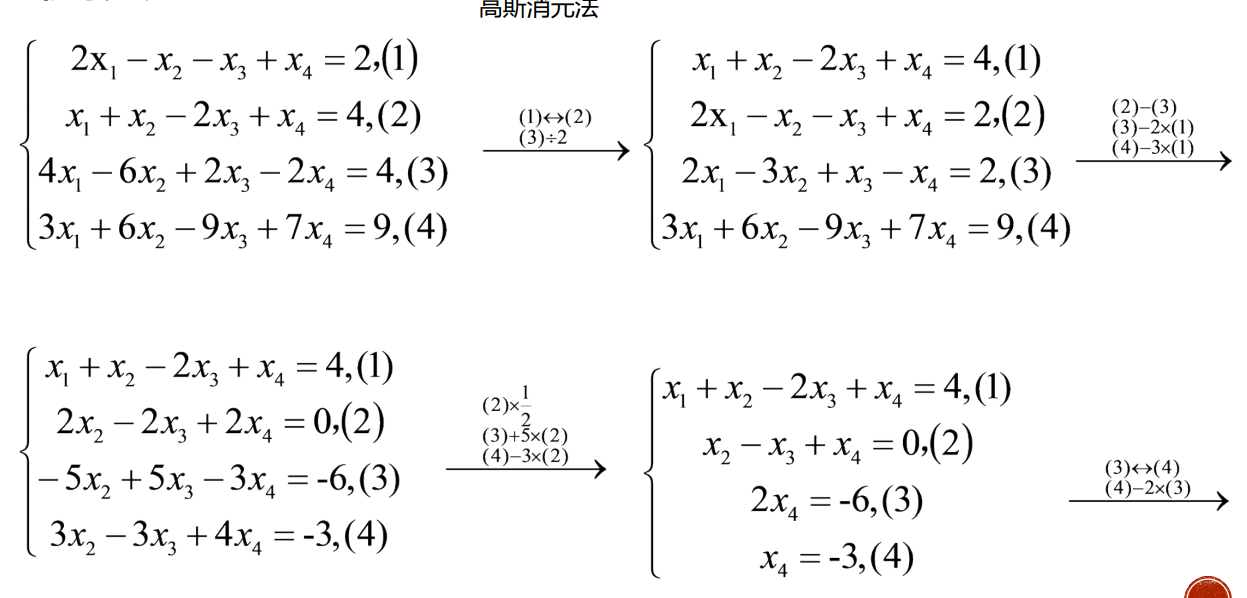 高斯消元法
2x₁ − x₂ − x₃ + x₄ = 2,(1)
x₁ + x₂ − 2x₃ + x₄ = 4,(2)
4x₁ − 6x₂ + 2x₃ − 2x₄ = 4,(3)
3x₁ + 6x₂ − 9x₃ + 7x₄ = 9,(4)
(1)↔(2)
(3)÷2
x₁ + x₂ − 2x₃ + x₄ = 4,(1)
2x₁ − x₂ − x₃ + x₄ = 2,(2)
2x₁ − 3x₂ + x₃ − x₄ = 2,(3)
3x₁ + 6x₂ − 9x₃ + 7x₄ = 9,(4)
(2)−(3)
(3)−2×(1)
(4)−3×(1)
x₁ + x₂ − 2x₃ + x₄ = 4,(1)
2x₂ − 2x₃ + 2x₄ = 0,(2)
−5x₂ + 5x₃ − 3x₄ = -6,(3)
3x₂ − 3x₃ + 4x₄ = -3,(4)
(2)×1/2
(3)+5×(2)
(4)−3×(2)
x₁ + x₂ − 2x₃ + x₄ = 4,(1)
x₂ − x₃ + x₄ = 0,(2)
2x₄ = -6,(3)
x₄ = -3,(4)
(3)↔(4)
(4)−2×(3)